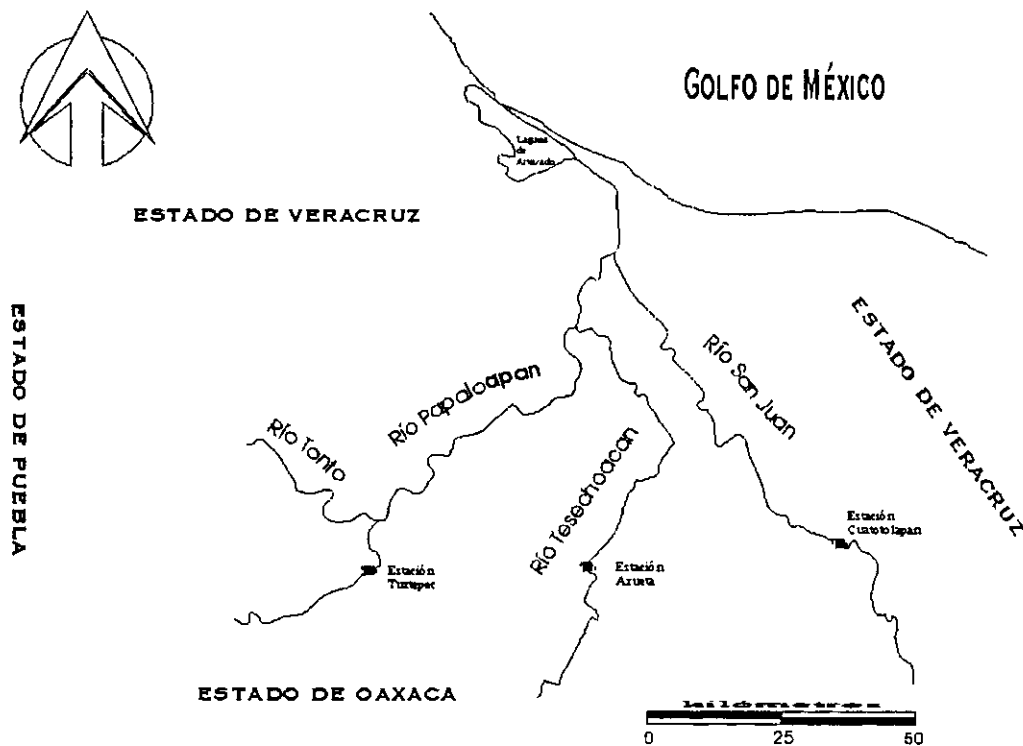 GOLFO DE MÉXICO
Laguna
de
Alvarado
ESTADO DE VERACRUZ
ESTADO DE PUEBLA
ESTADO DE VERACRUZ
Río Papaloapan
Río San Juan
Río Tonto
Río Tesechoacan
Estación
Cuatotolapan
Estación
Tuxtepec
Estación
Azueta
ESTADO DE OAXACA
kilometros
0 25 50